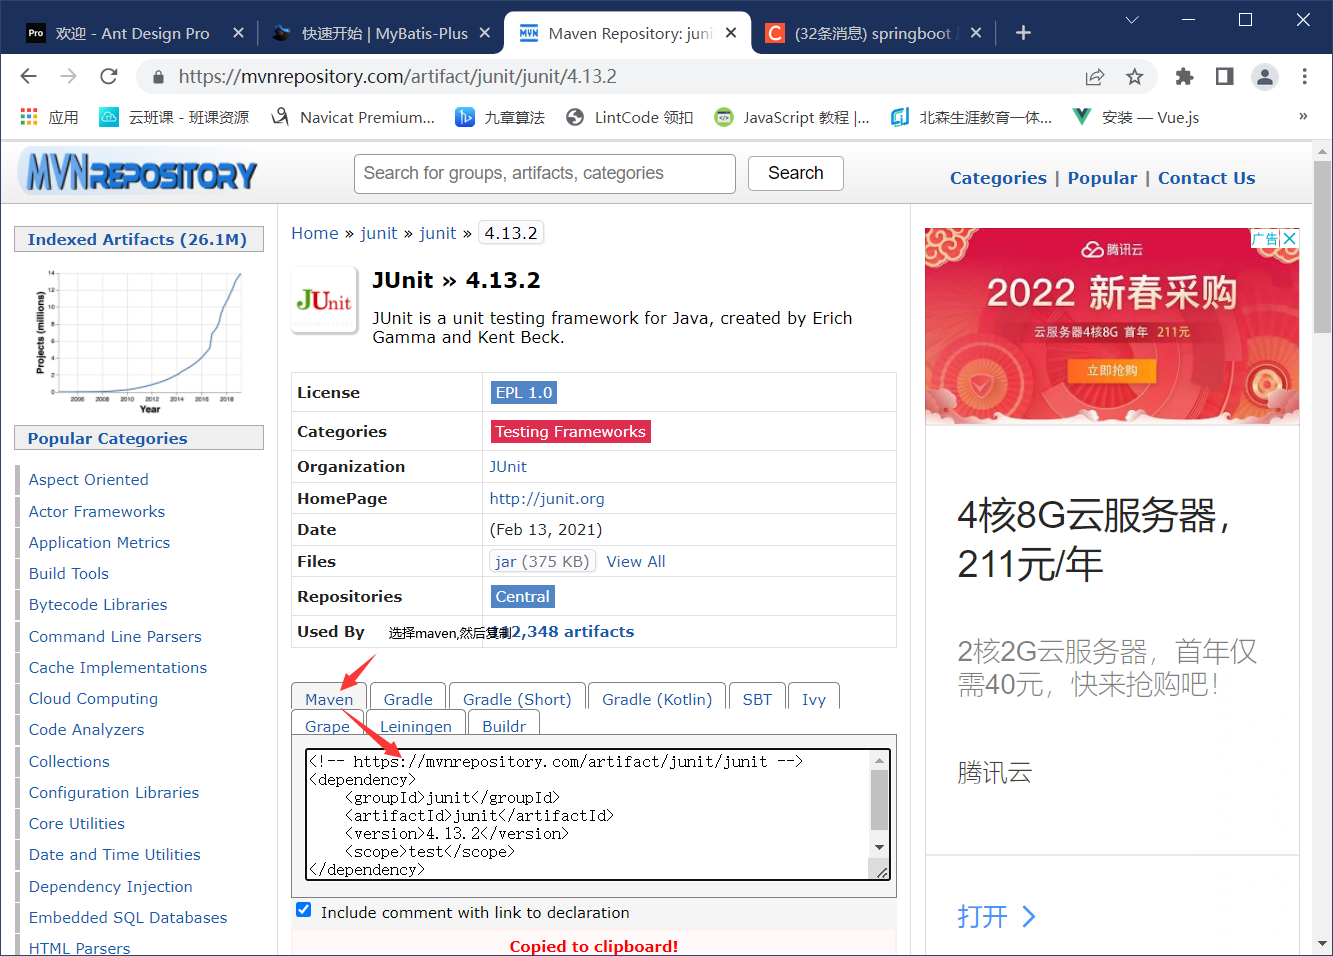 Pro 欢迎 - Ant Design Pro
快速开始 | MyBatis-Plus
MVN Maven Repository: juni
C (32条消息) springboot
https://mvnrepository.com/artifact/junit/junit/4.13.2
应用
云班课 - 班课资源
Navicat Premium...
九章算法
LintCode 领扣
JavaScript 教程 |...
北森生涯教育一体...
安装 — Vue.js
»
MVNREPOSITORY
Search for groups, artifacts, categories
Search
Categories | Popular | Contact Us
Indexed Artifacts (26.1M)
Projects (millions)
14
12
10
8
6
4
2
0
2006 2008 2010 2012 2014 2016 2018
Year
Popular Categories
Aspect Oriented
Actor Frameworks
Application Metrics
Build Tools
Bytecode Libraries
Command Line Parsers
Cache Implementations
Cloud Computing
Code Analyzers
Collections
Configuration Libraries
Core Utilities
Date and Time Utilities
Dependency Injection
Embedded SQL Databases
HTML Parsers
Home » junit » junit » 4.13.2
JUnit
JUnit » 4.13.2
JUnit is a unit testing framework for Java, created by Erich
Gamma and Kent Beck.
License EPL 1.0
Categories Testing Frameworks
Organization JUnit
HomePage http://junit.org
Date (Feb 13, 2021)
Files jar (375 KB) View All
Repositories Central
Used By 112,348 artifacts
选择maven,然后复制
Maven Gradle Gradle (Short) Gradle (Kotlin) SBT Ivy
Grape Leiningen Buildr
<!-- https://mvnrepository.com/artifact/junit/junit -->
<dependency>
    <groupId>junit</groupId>
    <artifactId>junit</artifactId>
    <version>4.13.2</version>
    <scope>test</scope>
</dependency>
Include comment with link to declaration
Copied to clipboard!
广告
腾讯云
2022 新春采购
云服务器4核8G 首年 211元
立即抢购
4核8G云服务器，
211元/年
2核2G云服务器，首年仅
需40元，快来抢购吧！
腾讯云
打开